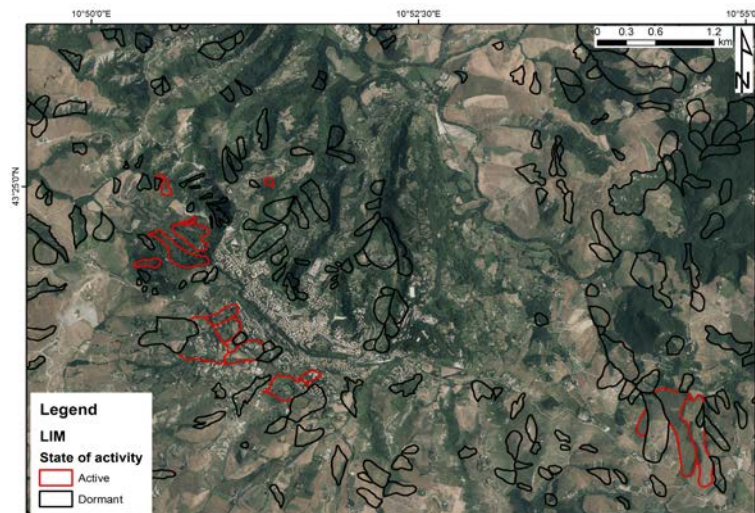 10°50'0"E
10°52'30"E
10°55'0"E
0 0.3 0.6 1.2
km
N
43°25'0"N
Legend
LIM
State of activity
Active
Dormant